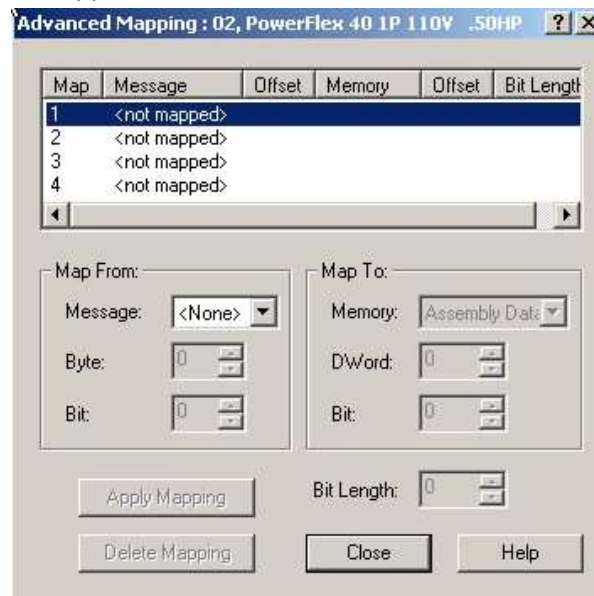 Advanced Mapping : 02, PowerFlex 40 1P 110V .50HP ? X
Map Message Offset Memory Offset Bit Length
1 <not mapped>
2 <not mapped>
3 <not mapped>
4 <not mapped>
Map From: Map To:
Message: <None> Memory: Assembly Data
Byte: 0 DWord: 0
Bit: 0 Bit: 0
Apply Mapping Bit Length: 0
Delete Mapping Close Help